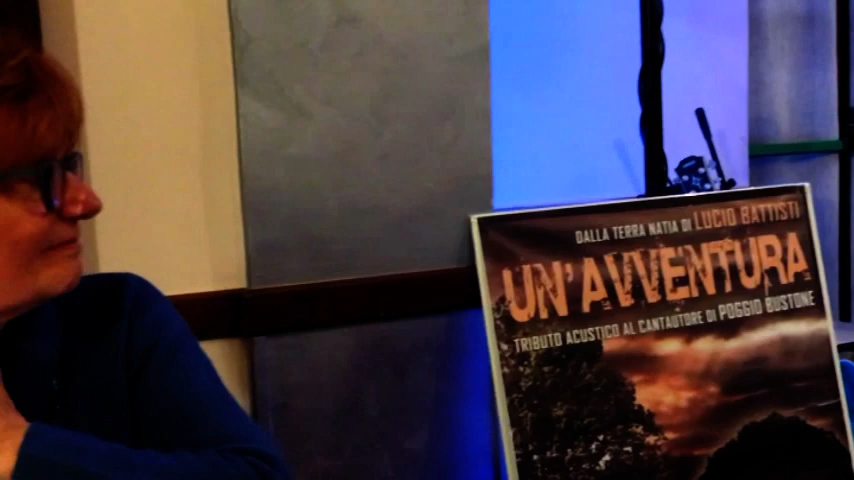 DALLA TERRA NATIA DI LUCIO BATTISTI
UN'AVVENTURA
TRIBUTO ACUSTICO AL CANTAUTORE DI POGGIO BUSTONE